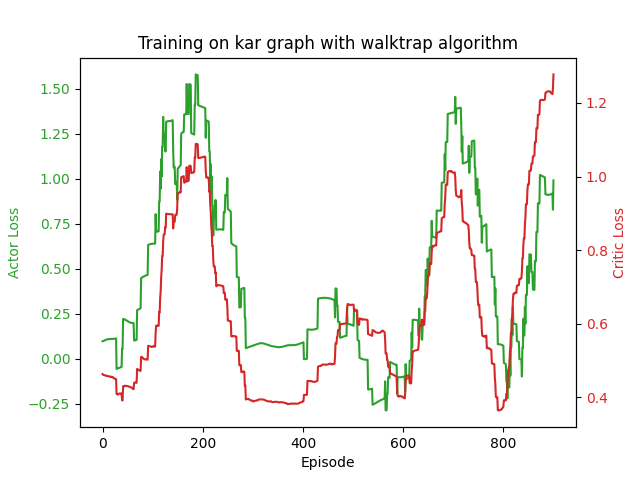 Training on kar graph with walktrap algorithm
1.50
1.25
1.00
0.75
0.50
0.25
0.00
−0.25
Actor Loss
1.2
1.0
0.8
0.6
0.4
Critic Loss
0 200 400 600 800
Episode